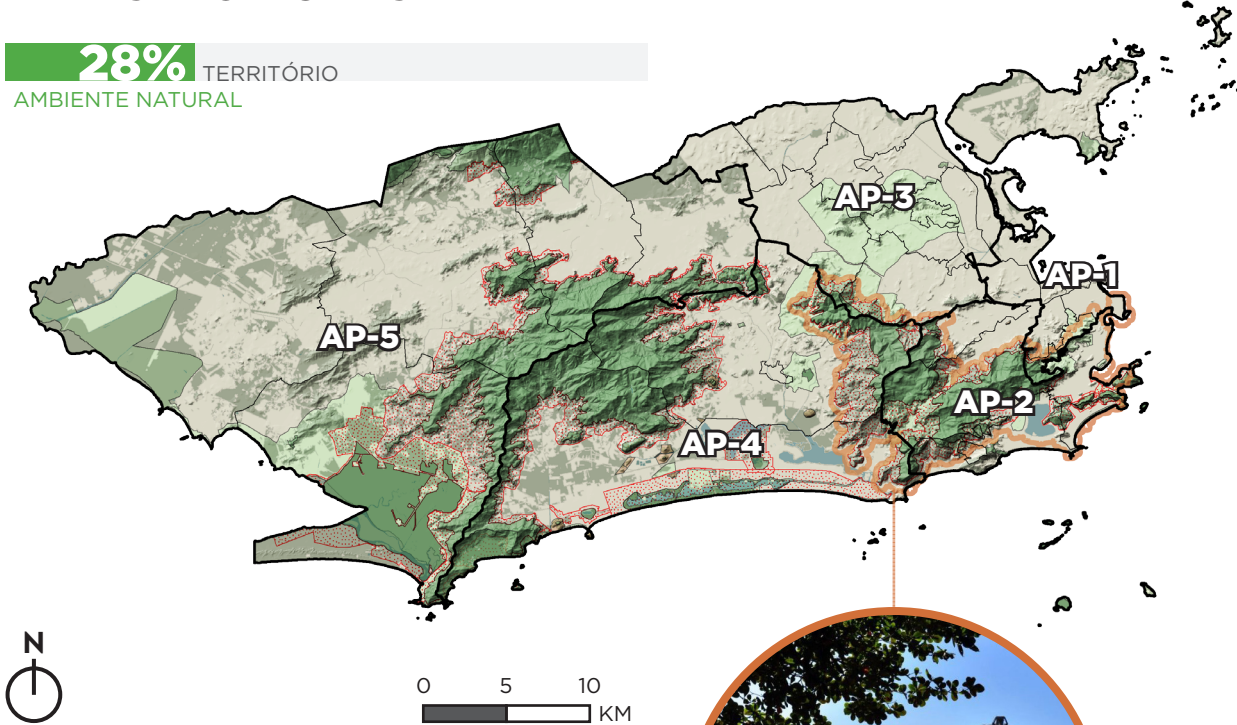 28% TERRITÓRIO
AMBIENTE NATURAL
AP-3
AP-1
AP-5
AP-2
AP-4
N
0 5 10
KM